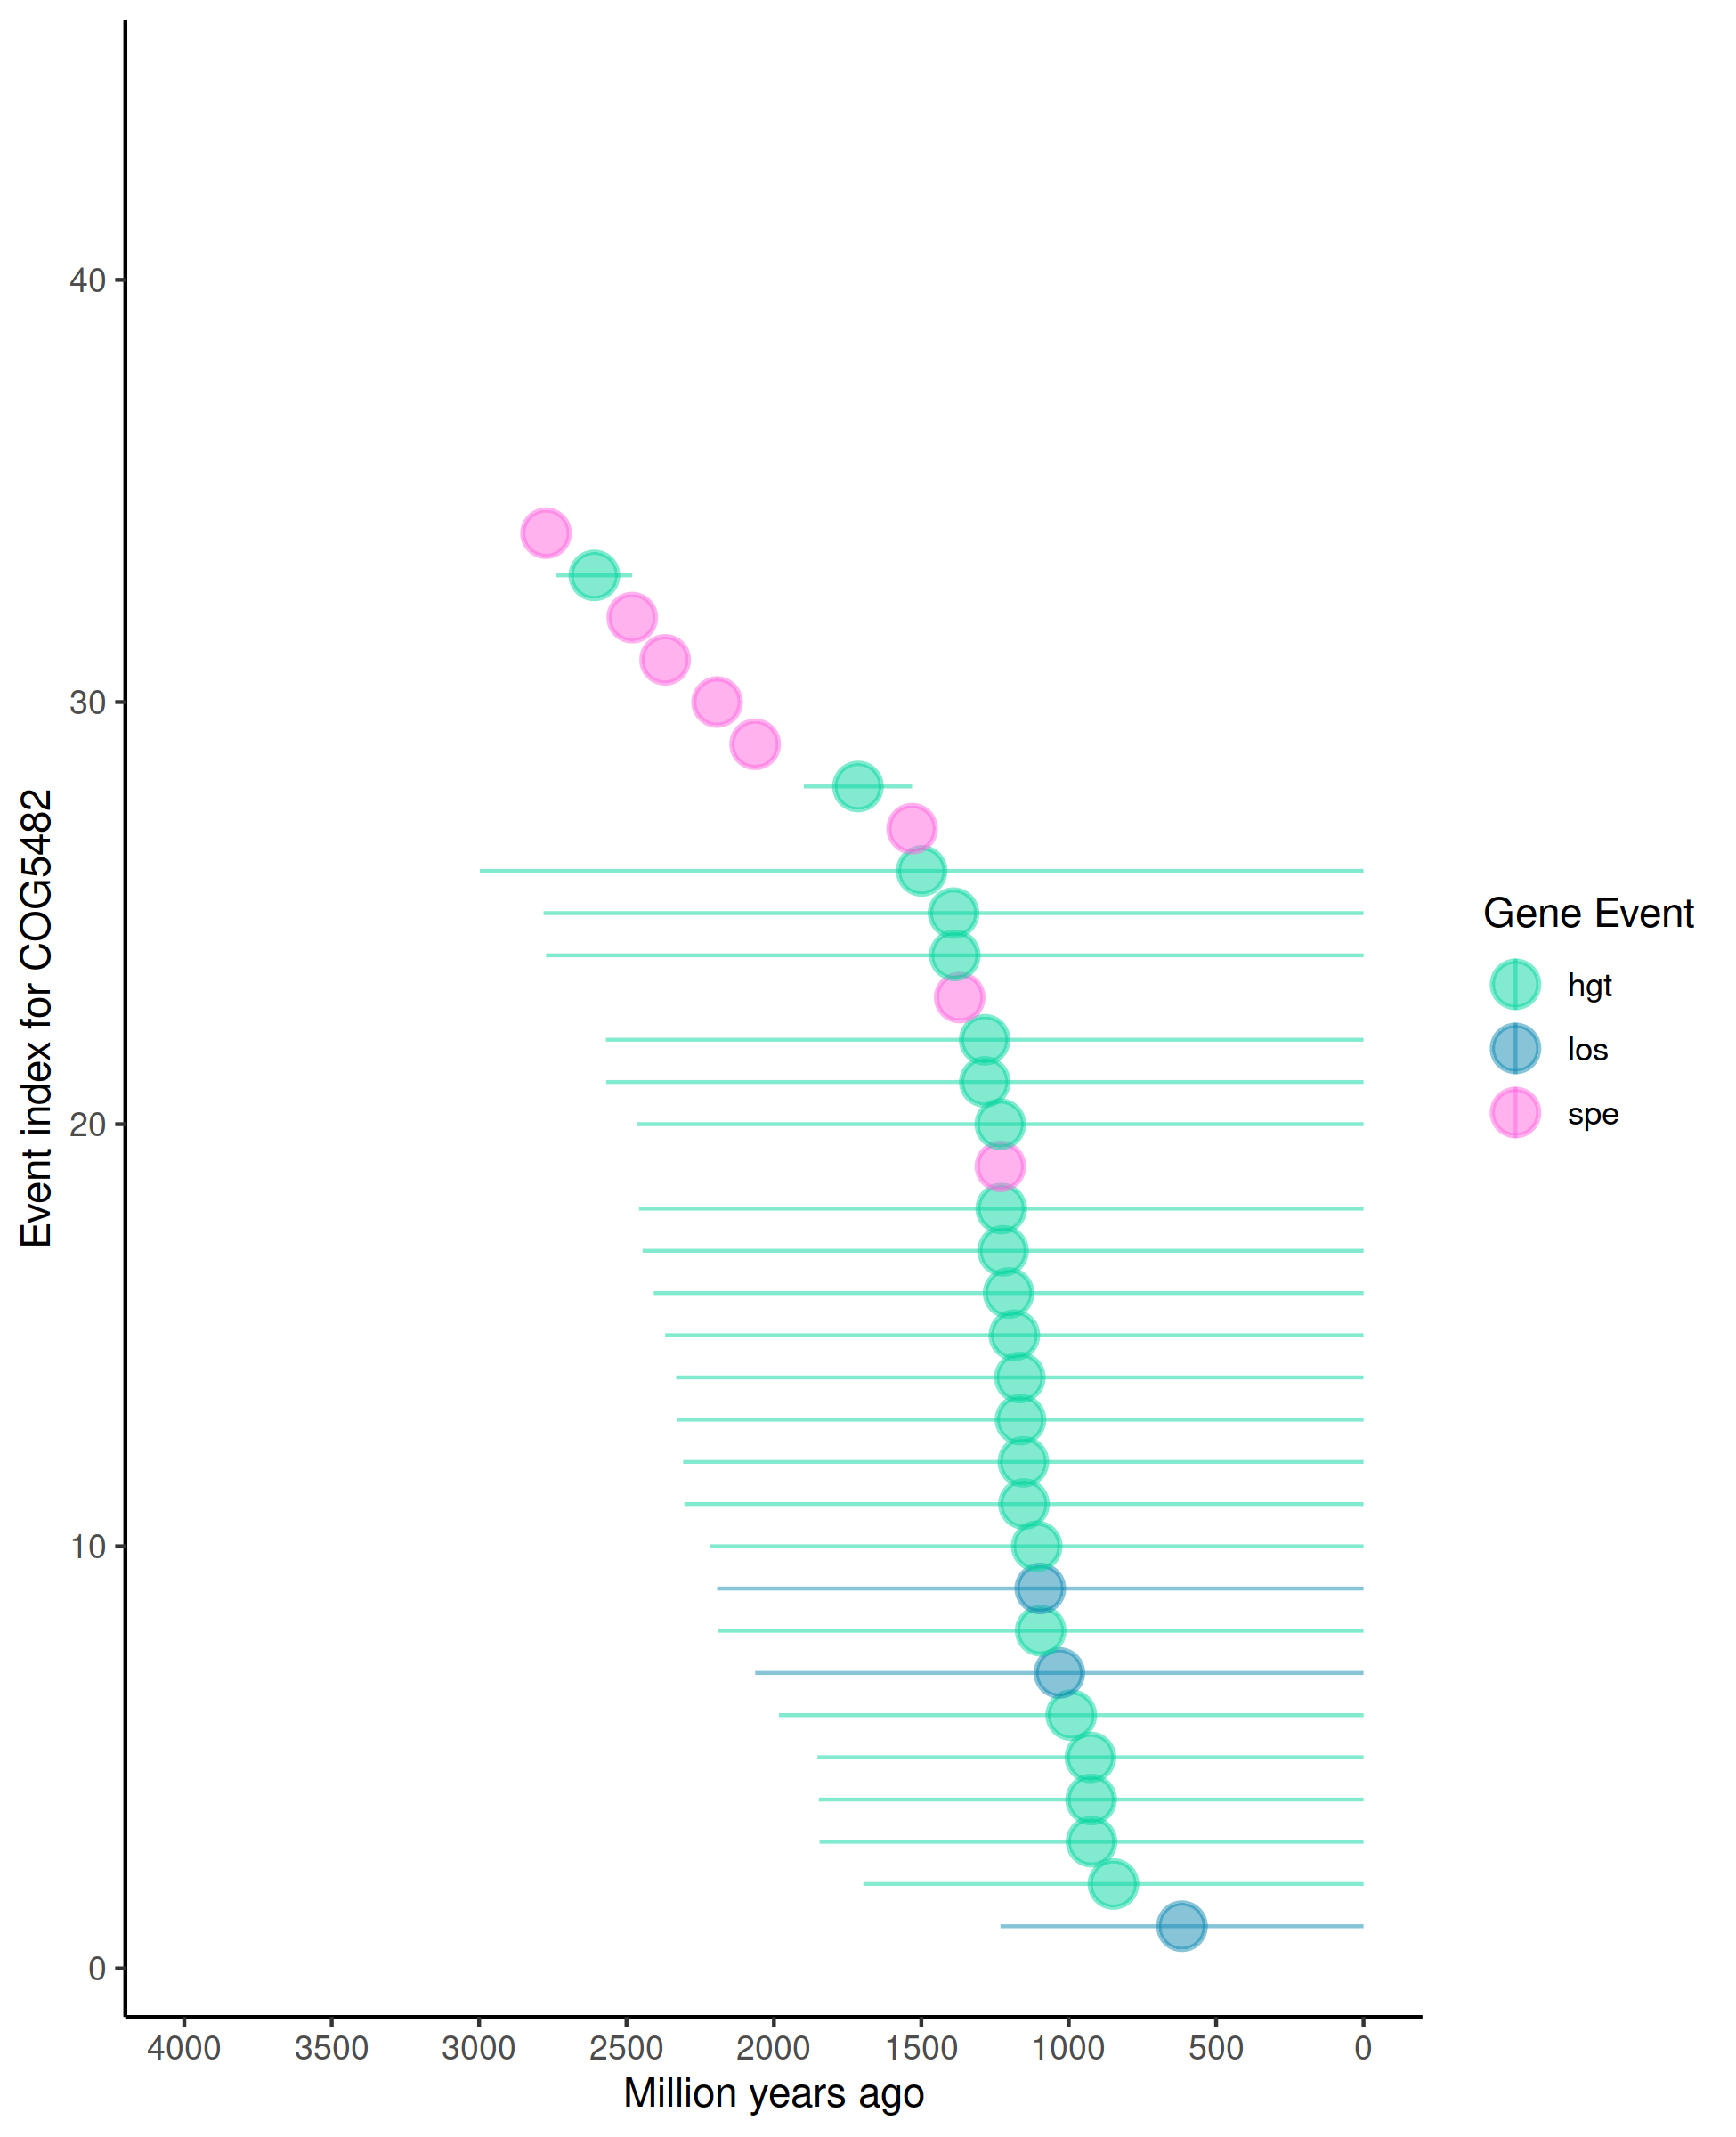 Event index for COG5482
40
30
20
10
0
4000 3500 3000 2500 2000 1500 1000 500 0
Million years ago
Gene Event
hgt
los
spe